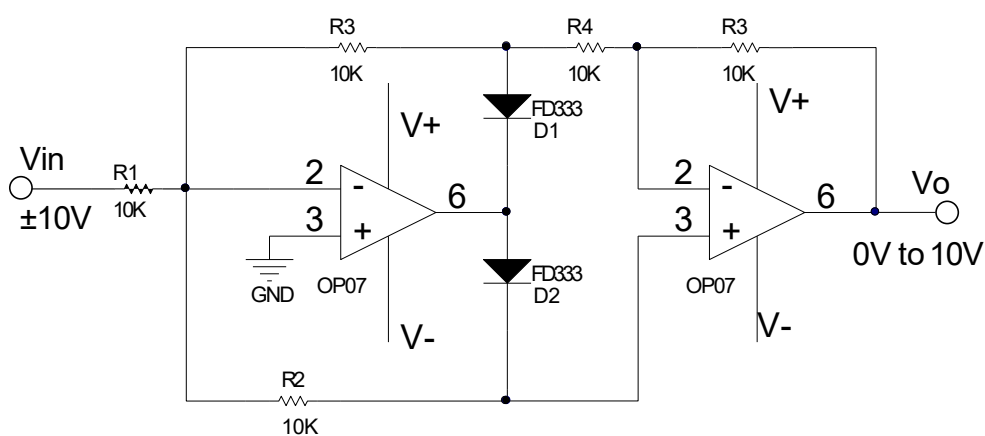 R3
10K
R4
10K
R3
10K
FD333
D1
V+
V+
Vin
±10V
R1
10K
2
-
3
+
6
OP07
GND
V-
FD333
D2
2
-
3
+
6
OP07
V-
Vo
0V to 10V
R2
10K